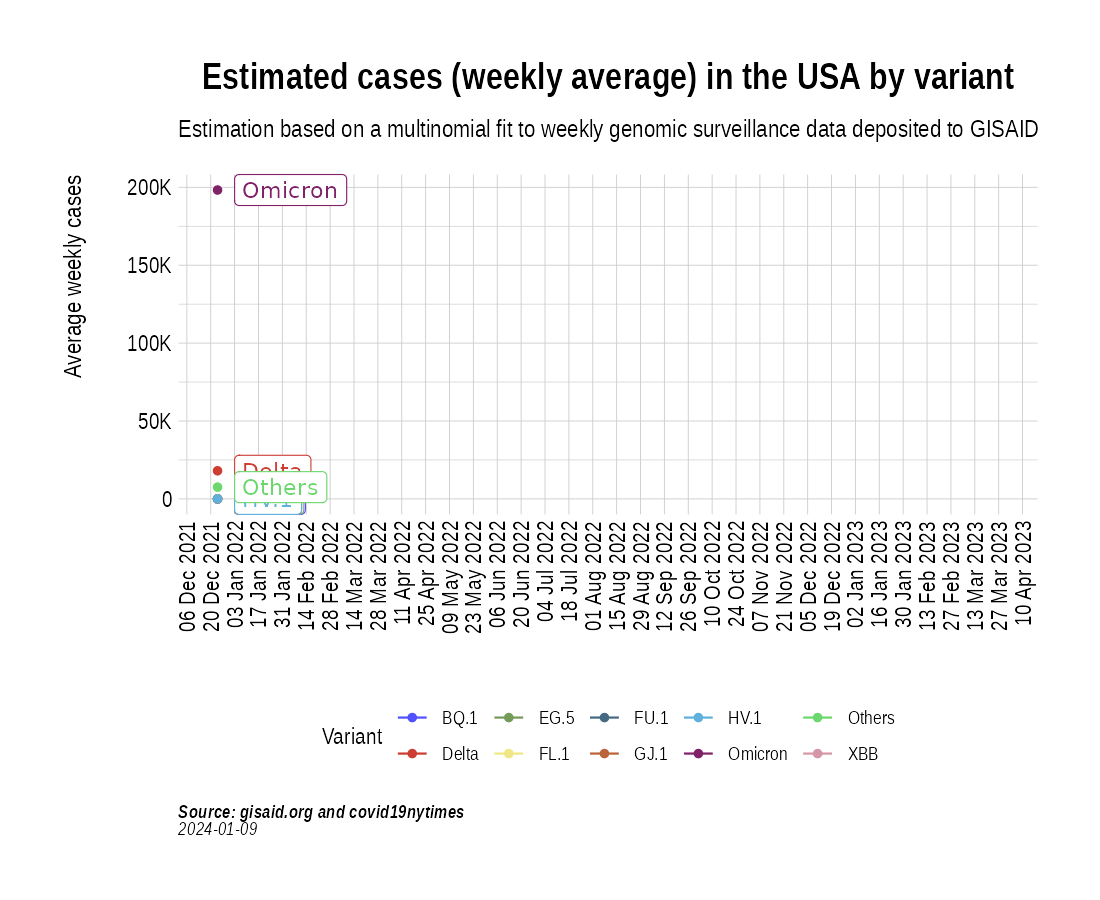 Estimated cases (weekly average) in the USA by variant
Estimation based on a multinomial fit to weekly genomic surveillance data deposited to GISAID
Average weekly cases
200K
150K
100K
50K
0
Omicron
Delta
Others
HV.1
06 Dec 2021
20 Dec 2021
03 Jan 2022
17 Jan 2022
31 Jan 2022
14 Feb 2022
28 Feb 2022
14 Mar 2022
28 Mar 2022
11 Apr 2022
25 Apr 2022
09 May 2022
23 May 2022
06 Jun 2022
20 Jun 2022
04 Jul 2022
18 Jul 2022
01 Aug 2022
15 Aug 2022
29 Aug 2022
12 Sep 2022
26 Sep 2022
10 Oct 2022
24 Oct 2022
07 Nov 2022
21 Nov 2022
05 Dec 2022
19 Dec 2022
02 Jan 2023
16 Jan 2023
30 Jan 2023
13 Feb 2023
27 Feb 2023
13 Mar 2023
27 Mar 2023
10 Apr 2023
Variant
BQ.1 EG.5 FU.1 HV.1 Others
Delta FL.1 GJ.1 Omicron XBB
Source: gisaid.org and covid19nytimes
2024-01-09